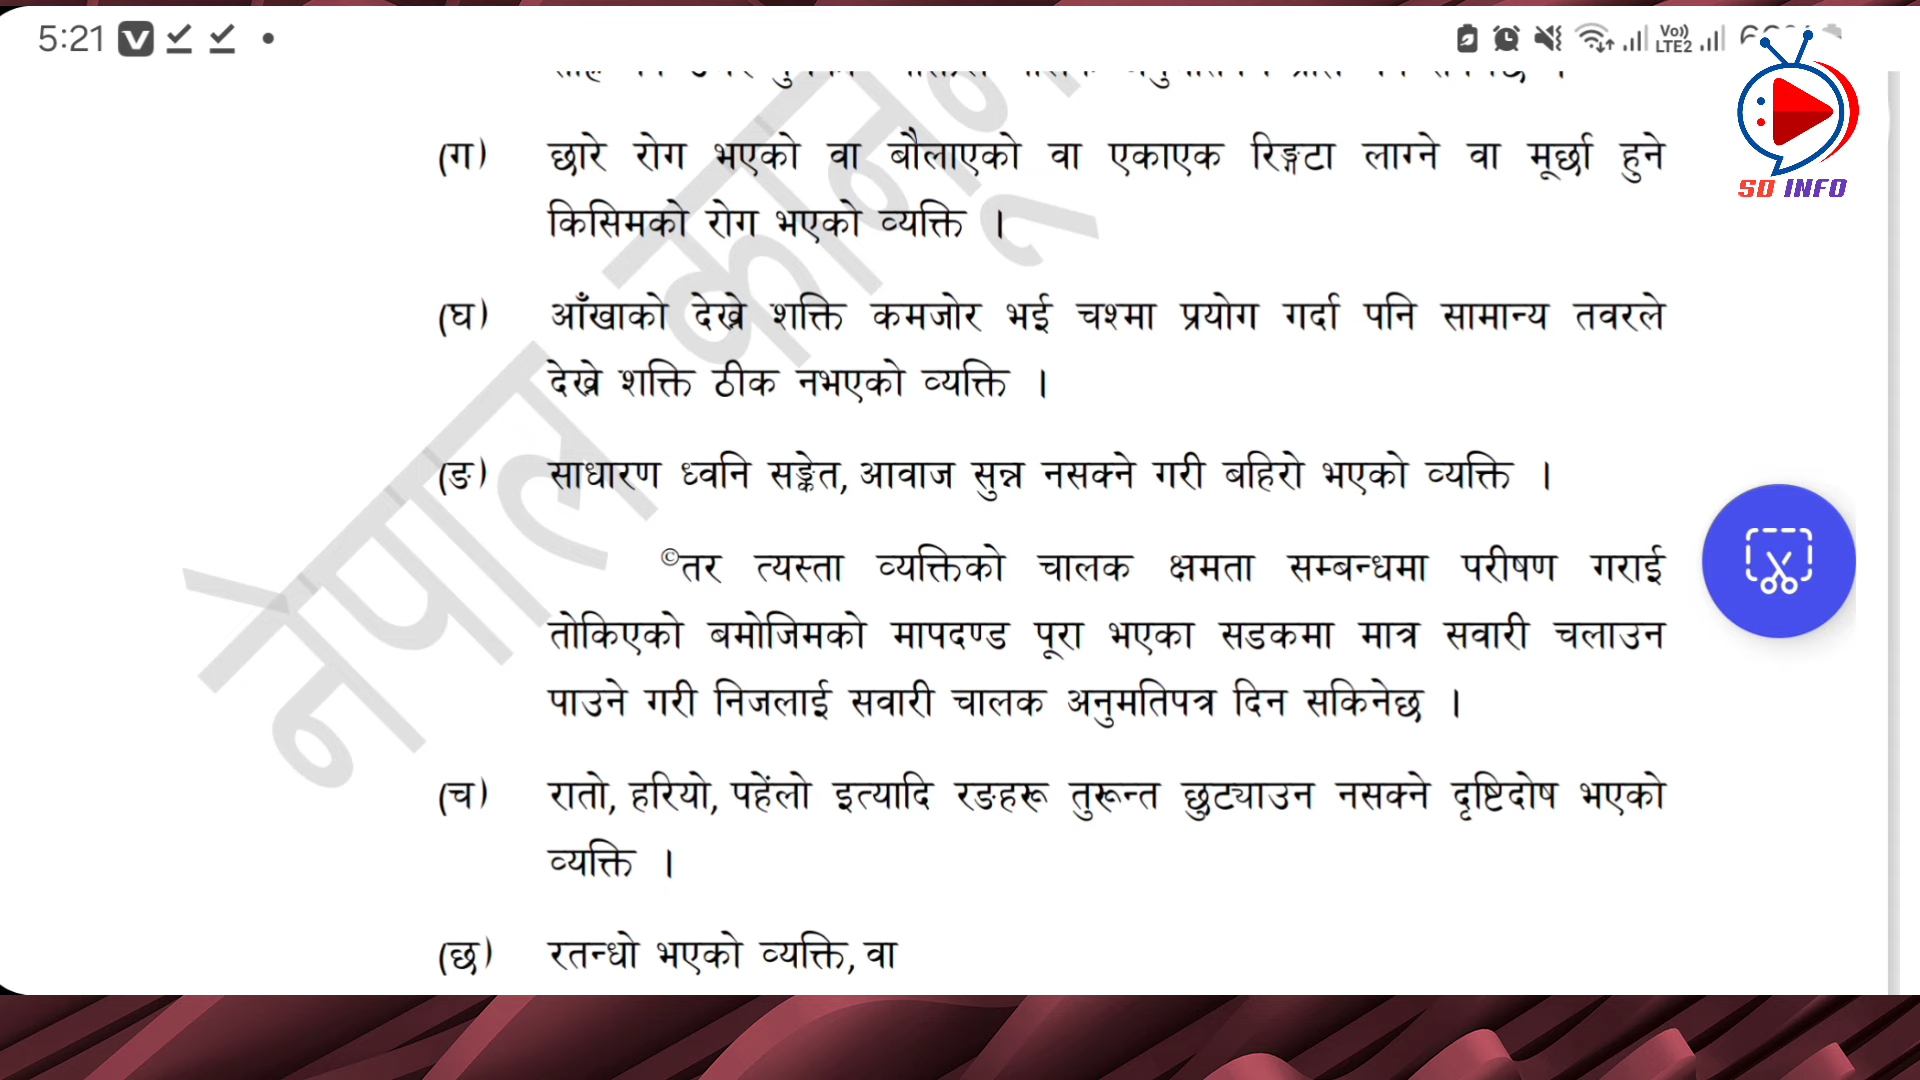 5:21
Vo)) LTE2
SD INFO
(ग) छारे रोग भएको वा बौलाएको वा एकाएक रिङ्गटा लाग्ने वा मूर्छा हुने
किसिमको रोग भएको व्यक्ति ।
(घ) आँखाको देख्ने शक्ति कमजोर भई चश्मा प्रयोग गर्दा पनि सामान्य तवरले
देख्ने शक्ति ठीक नभएको व्यक्ति ।
(ङ) साधारण ध्वनि सङ्केत, आवाज सुन्न नसक्ने गरी बहिरो भएको व्यक्ति ।
©तर त्यस्ता व्यक्तिको चालक क्षमता सम्बन्धमा परीषण गराई
तोकिएको बमोजिमको मापदण्ड पूरा भएका सडकमा मात्र सवारी चलाउन
पाउने गरी निजलाई सवारी चालक अनुमतिपत्र दिन सकिनेछ ।
(च) रातो, हरियो, पहेंलो इत्यादि रङहरू तुरून्त छुट्याउन नसक्ने दृष्टिदोष भएको
व्यक्ति ।
(छ) रतन्धो भएको व्यक्ति, वा
नेपाल कानून